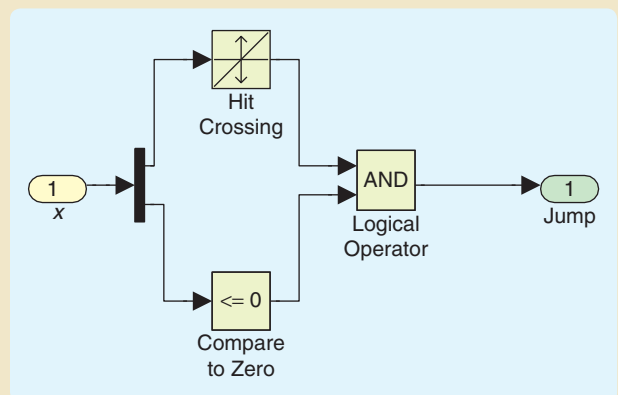 Hit
Crossing
1
x
AND
Logical
Operator
1
Jump
<= 0
Compare
to Zero